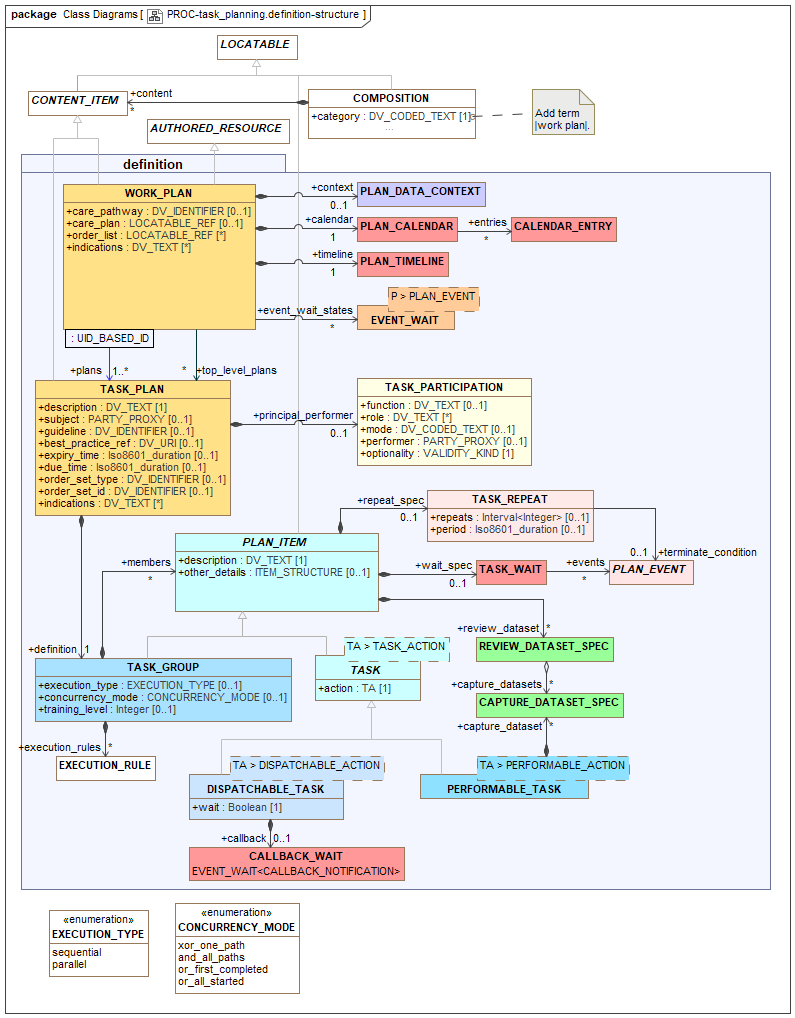 package Class Diagrams [ PROC-task_planning.definition-structure ]
LOCATABLE
CONTENT_ITEM
+content
*
COMPOSITION
+category : DV_CODED_TEXT [1]
...
Add term
|work plan|.
AUTHORED_RESOURCE
definition
WORK_PLAN
+care_pathway : DV_IDENTIFIER [0..1]
+care_plan : LOCATABLE_REF [0..1]
+order_list : LOCATABLE_REF [*]
+indications : DV_TEXT [*]
+context
0..1
PLAN_DATA_CONTEXT
+calendar
1
PLAN_CALENDAR
+entries
*
CALENDAR_ENTRY
+timeline
1
PLAN_TIMELINE
P > PLAN_EVENT
+event_wait_states
*
EVENT_WAIT
: UID_BASED_ID
+plans
1..*
*
+top_level_plans
TASK_PLAN
+description : DV_TEXT [1]
+subject : PARTY_PROXY [0..1]
+guideline : DV_IDENTIFIER [0..1]
+best_practice_ref : DV_URI [0..1]
+expiry_time : Iso8601_duration [0..1]
+due_time : Iso8601_duration [0..1]
+order_set_type : DV_IDENTIFIER [0..1]
+order_set_id : DV_IDENTIFIER [0..1]
+indications : DV_TEXT [*]
+principal_performer
0..1
TASK_PARTICIPATION
+function : DV_TEXT [0..1]
+role : DV_TEXT [*]
+mode : DV_CODED_TEXT [0..1]
+performer : PARTY_PROXY [0..1]
+optionality : VALIDITY_KIND [1]
+repeat_spec
0..1
TASK_REPEAT
+repeats : Interval<Integer> [0..1]
+period : Iso8601_duration [0..1]
PLAN_ITEM
+description : DV_TEXT [1]
+other_details : ITEM_STRUCTURE [0..1]
+members
*
+wait_spec
0..1
TASK_WAIT
+events
*
0..1
+terminate_condition
PLAN_EVENT
+review_dataset
*
REVIEW_DATASET_SPEC
+capture_datasets
*
CAPTURE_DATASET_SPEC
+capture_dataset
*
+definition
1
TASK_GROUP
+execution_type : EXECUTION_TYPE [0..1]
+concurrency_mode : CONCURRENCY_MODE [0..1]
+training_level : Integer [0..1]
TA > TASK_ACTION
TASK
+action : TA [1]
+execution_rules
*
EXECUTION_RULE
TA > DISPATCHABLE_ACTION
DISPATCHABLE_TASK
+wait : Boolean [1]
TA > PERFORMABLE_ACTION
PERFORMABLE_TASK
+callback
0..1
CALLBACK_WAIT
EVENT_WAIT<CALLBACK_NOTIFICATION>
«enumeration»
EXECUTION_TYPE
sequential
parallel
«enumeration»
CONCURRENCY_MODE
xor_one_path
and_all_paths
or_first_completed
or_all_started